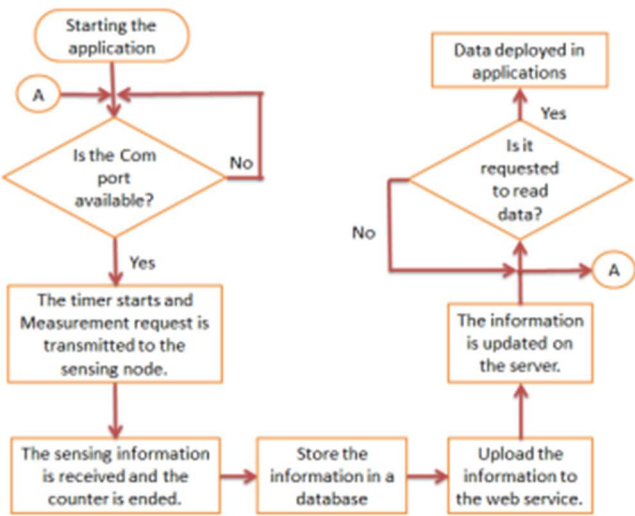 Starting the
application
A
Is the Com
port
available?
No
Yes
The timer starts and
Measurement request is
transmitted to the
sensing node.
The sensing information
is received and the
counter is ended.
Store the
information in a
database
Upload the
information to
the web service.
The information
is updated on
the server.
A
Is it
requested
to read
data?
No
Yes
Data deployed in
applications